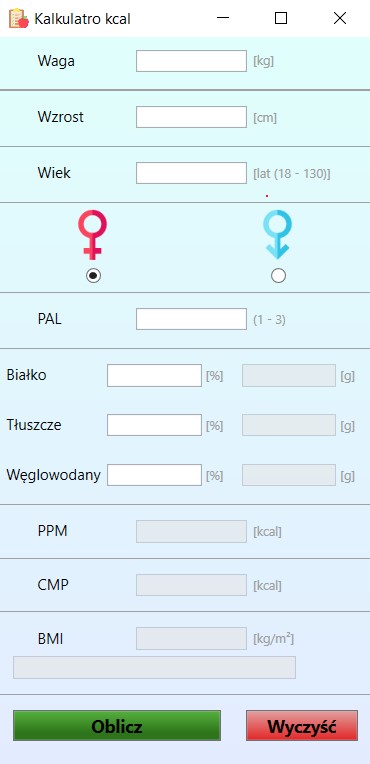 Kalkulatro kcal
Waga [kg]
Wzrost [cm]
Wiek [lat (18 - 130)]
PAL (1 - 3)
Białko [%] [g]
Tłuszcze [%] [g]
Węglowodany [%] [g]
PPM [kcal]
CMP [kcal]
BMI [kg/m²]
Oblicz Wyczyść